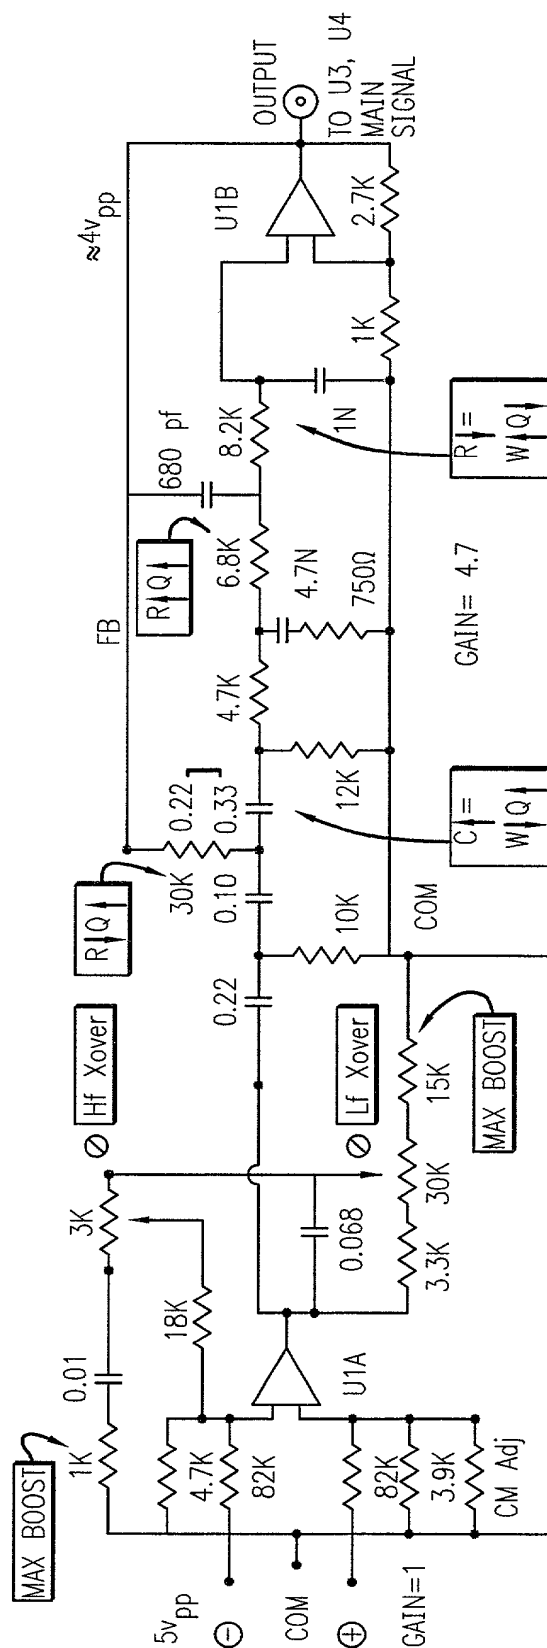 MAX BOOST
1K
0.01
3K
Hf Xover
R Q
FB
≈4vpp
18K
30K
0.22
0.33
R Q
680 pf
OUTPUT
TO U3, U4
MAIN
SIGNAL
5vpp
4.7K
82K
0.22
0.10
4.7K
6.8K
8.2K
U1B
COM
U1A
0.068
12K
4.7N
750Ω
1N
1K
2.7K
82K
3.9K
CM Adj
GAIN=1
3.3K
30K
15K
Lf Xover
10K
MAX BOOST
COM
C =
W Q
GAIN= 4.7
R =
W Q